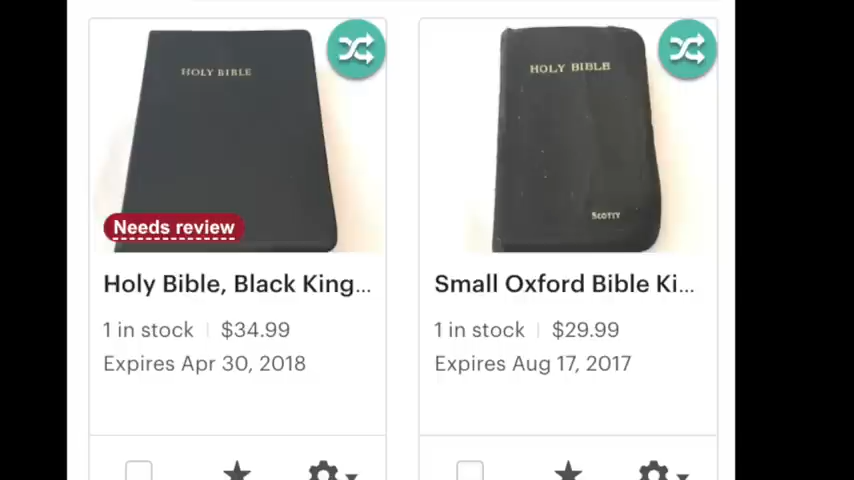 HOLY BIBLE
HOLY BIBLE
SCOTTY
Needs review
Holy Bible, Black King...
1 in stock | $34.99
Expires Apr 30, 2018
Small Oxford Bible Ki...
1 in stock | $29.99
Expires Aug 17, 2017